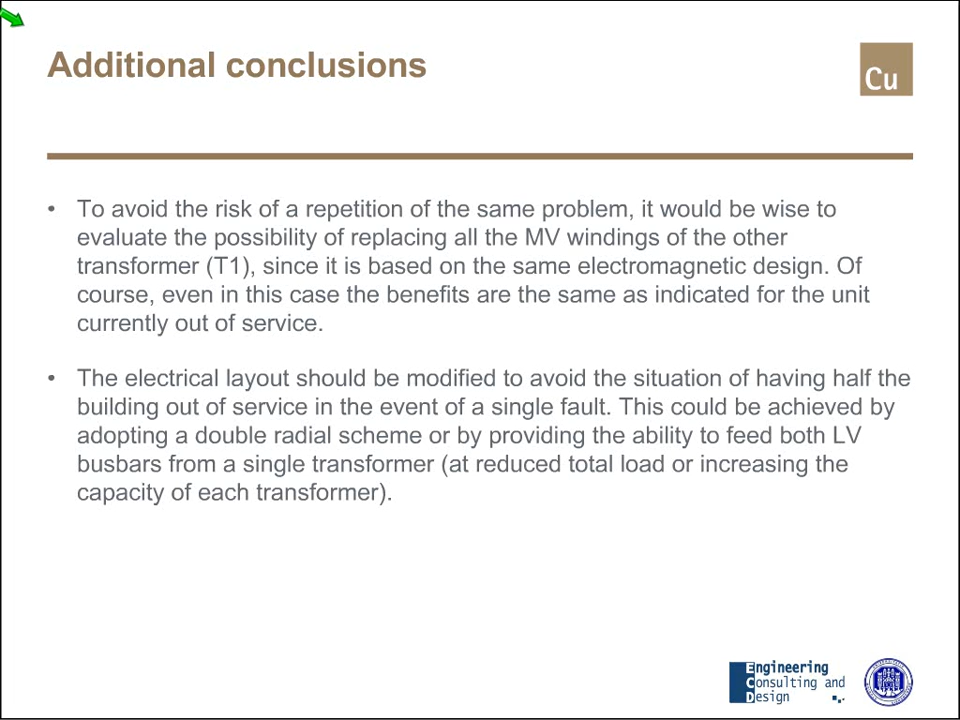 Additional conclusions
Cu
• To avoid the risk of a repetition of the same problem, it would be wise to
evaluate the possibility of replacing all the MV windings of the other
transformer (T1), since it is based on the same electromagnetic design. Of
course, even in this case the benefits are the same as indicated for the unit
currently out of service.
• The electrical layout should be modified to avoid the situation of having half the
building out of service in the event of a single fault. This could be achieved by
adopting a double radial scheme or by providing the ability to feed both LV
busbars from a single transformer (at reduced total load or increasing the
capacity of each transformer).
Engineering
Consulting and
Design